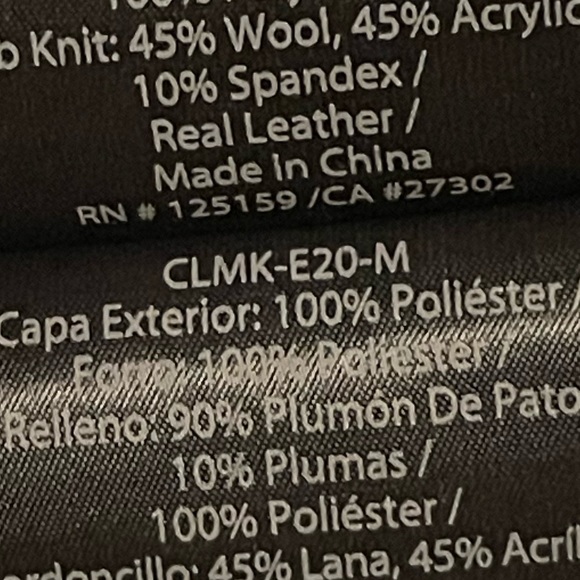 Knit: 45% Wool, 45% Acrylic
10% Spandex /
Real Leather /
Made in China
RN # 125159 /CA #27302
CLMK-E20-M
Capa Exterior: 100% Poliéster /
Forro: 100% Poliéster /
Relleno: 90% Plumón De Pato
10% Plumas /
100% Poliéster /
45% Lana, 45%